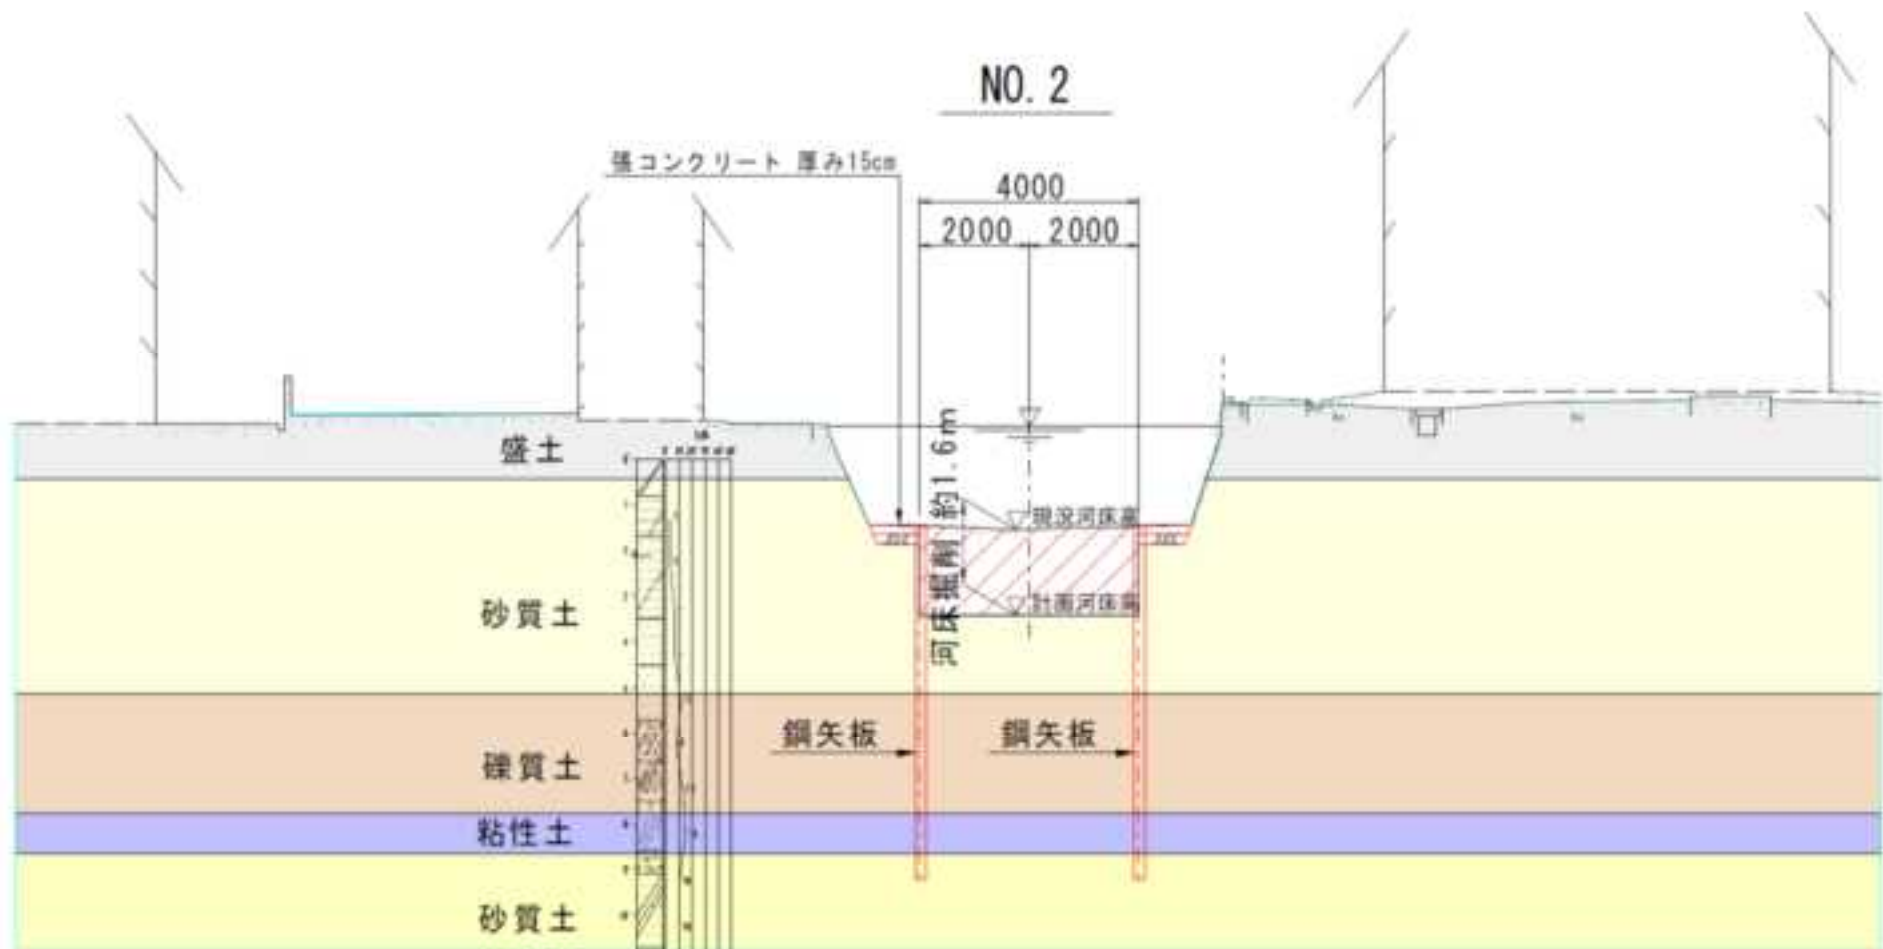 NO. 2
張コンクリート 厚み15cm
4000
2000
2000
盛土
河床掘削 約1.6m
現況河床高
計画河床高
砂質土
鋼矢板
鋼矢板
礫質土
粘性土
砂質土